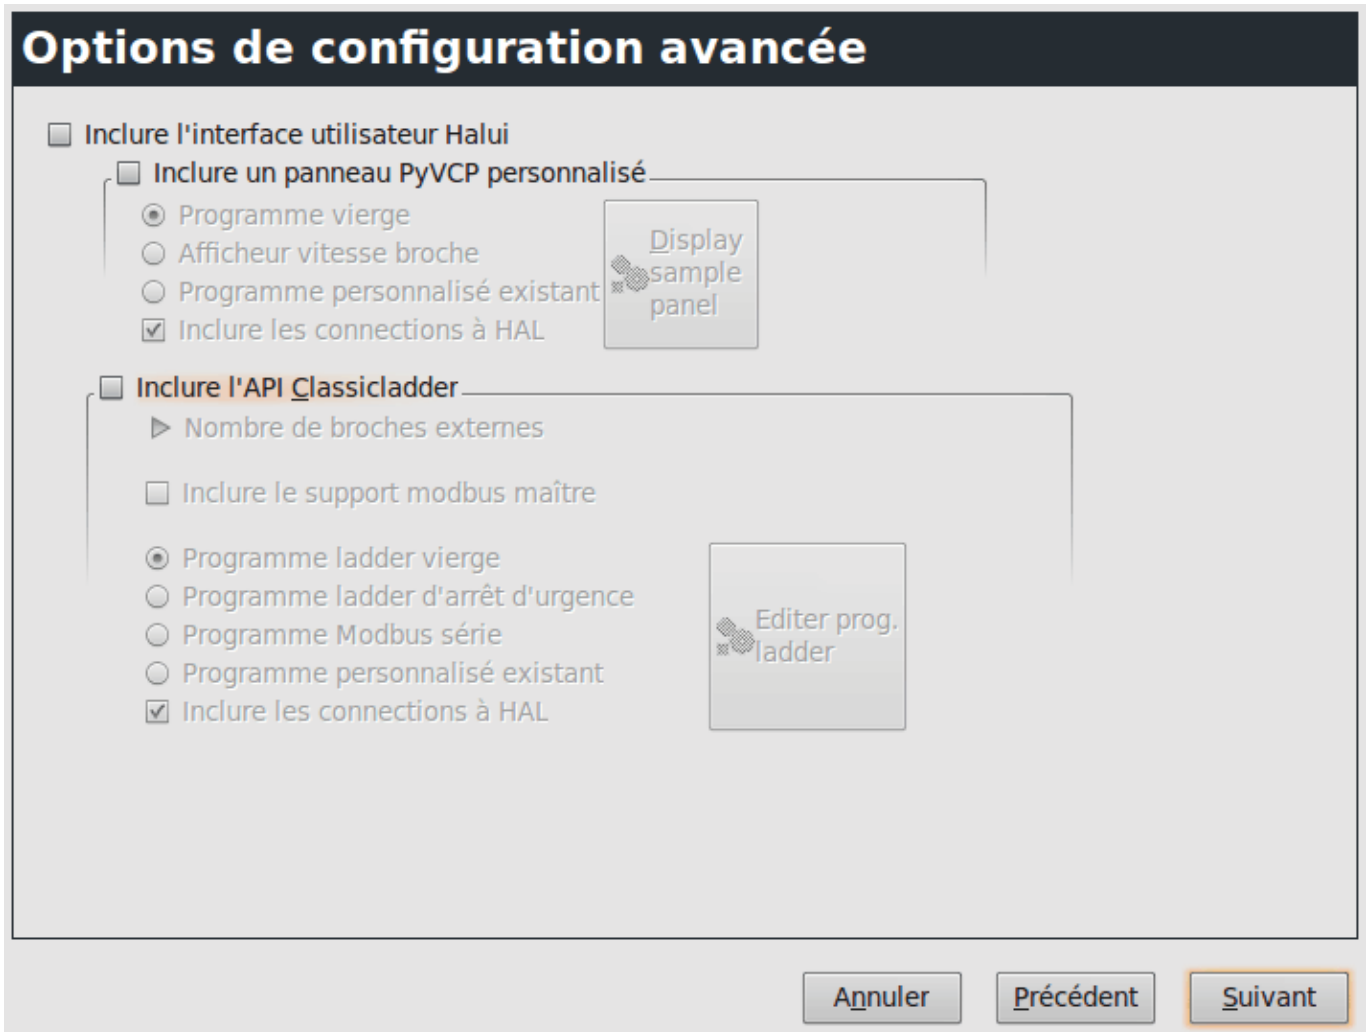 Options de configuration avancée
Inclure l'interface utilisateur Halui
Inclure un panneau PyVCP personnalisé
Programme vierge
Afficheur vitesse broche
Programme personnalisé existant
Inclure les connections à HAL
Display
sample
panel
Inclure l'API Classicladder
Nombre de broches externes
Inclure le support modbus maître
Programme ladder vierge
Programme ladder d'arrêt d'urgence
Programme Modbus série
Programme personnalisé existant
Inclure les connections à HAL
Editer prog.
ladder
Annuler
Précédent
Suivant